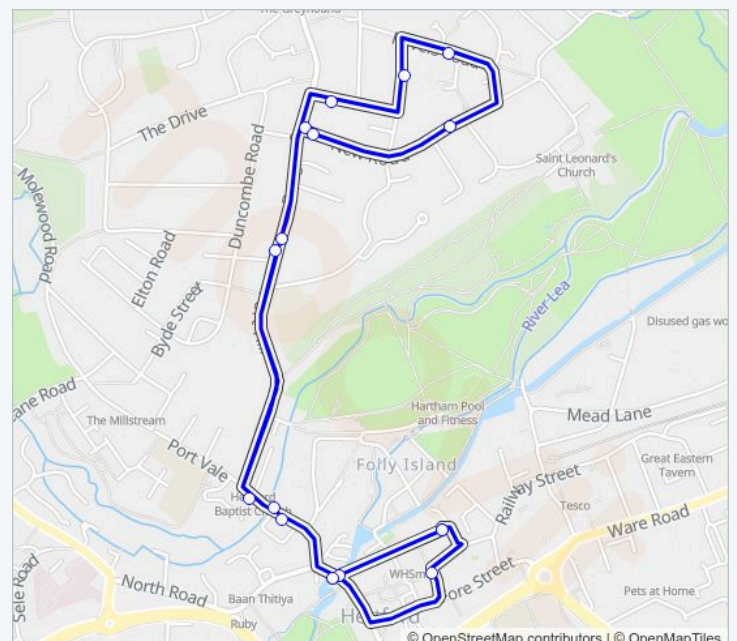 The Greyhound
The Drive
Duncombe Road
Molewood Road
Elton Road
Byde Street
Saint Leonard's
Church
River Lea
Disused gas wo
ane Road
The Millstream
Port Vale
Baptist
Hartham Pool
and Fitness
Mead Lane
Folly Island
Railway Street
Great Eastern
Tavern
Tesco
Ware Road
North Road
Sele Road
Baan Thitiya
Ruby
WHSm
ore Street
Pets at Home
© OpenStreetMap contributors | © OpenMapTiles